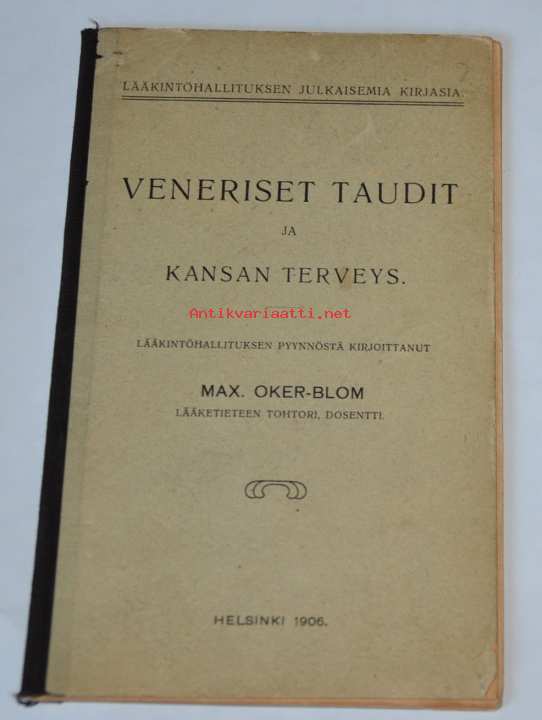 LÄÄKINTÖHALLITUKSEN JULKAISEMIA KIRJASIA.
VENERISET TAUDIT
JA
KANSAN TERVEYS.
Antikvariaatti.net
LÄÄKINTÖHALLITUKSEN PYYNNÖSTÄ KIRJOITTANUT
MAX. OKER-BLOM
LÄÄKETIETEEN TOHTORI, DOSENTTI.
HELSINKI 1906.